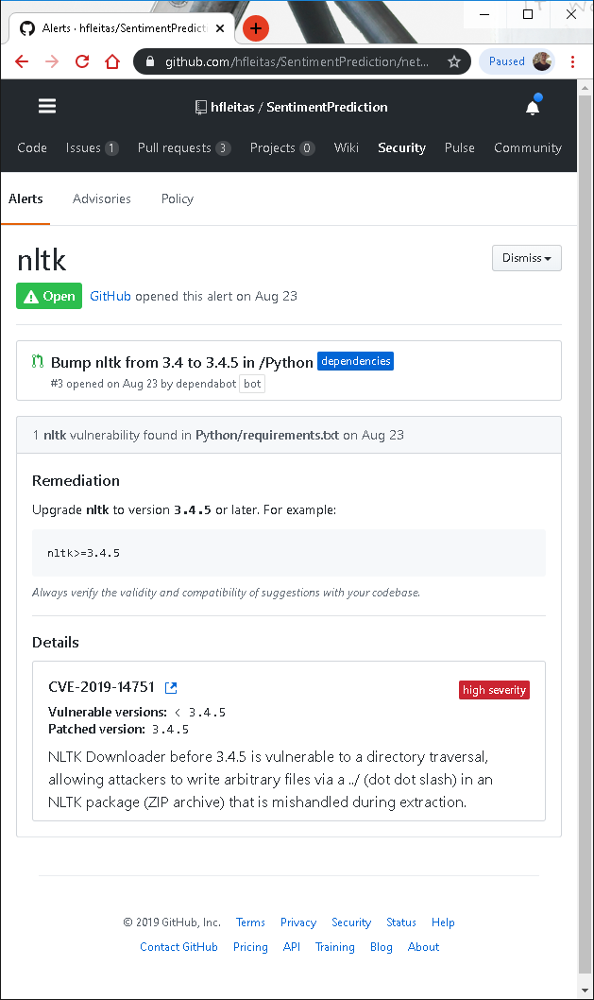 Alerts · hfleitas/SentimentPredicti
github.com/hfleitas/SentimentPrediction/net...
Paused
hfleitas / SentimentPrediction
Code Issues 1 Pull requests 3 Projects 0 Wiki Security Pulse Community
Alerts Advisories Policy
nltk
Dismiss
Open GitHub opened this alert on Aug 23
Bump nltk from 3.4 to 3.4.5 in /Python dependencies
#3 opened on Aug 23 by dependabot bot
1 nltk vulnerability found in Python/requirements.txt on Aug 23
Remediation
Upgrade nltk to version 3.4.5 or later. For example:
nltk>=3.4.5
Always verify the validity and compatibility of suggestions with your codebase.
Details
CVE-2019-14751 high severity
Vulnerable versions: < 3.4.5
Patched version: 3.4.5
NLTK Downloader before 3.4.5 is vulnerable to a directory traversal,
allowing attackers to write arbitrary files via a ../ (dot dot slash) in an
NLTK package (ZIP archive) that is mishandled during extraction.
© 2019 GitHub, Inc. Terms Privacy Security Status Help
Contact GitHub Pricing API Training Blog About